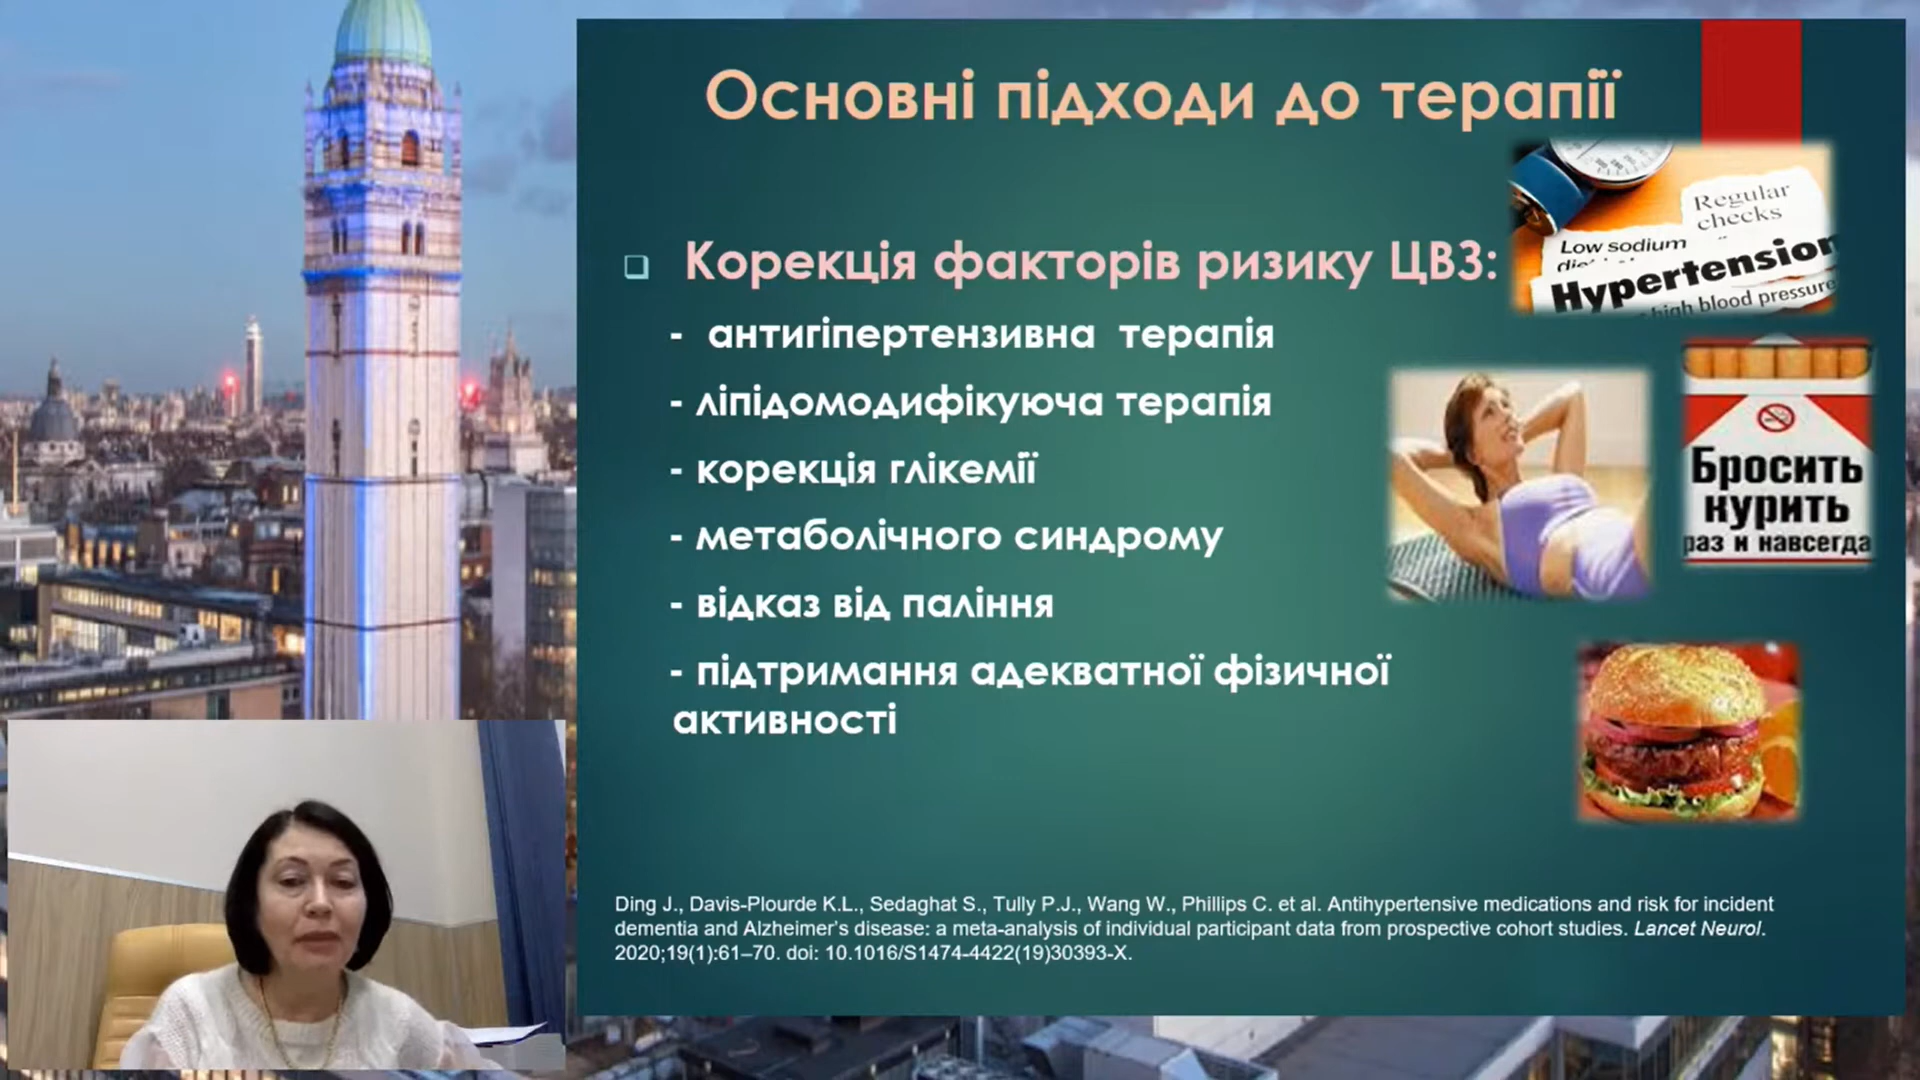 Основні підходи до терапії
Корекція факторів ризику ЦВЗ:
- антигіпертензивна терапія
- ліпідомодифікуюча терапія
- корекція глікемії
- метаболічного синдрому
- відказ від паління
- підтримання адекватної фізичної
активності
Regular
checks
Low sodium
Hypertension
high blood pressure
Бросить
курить
раз и навсегда
Ding J., Davis-Plourde K.L., Sedaghat S., Tully P.J., Wang W., Phillips C. et al. Antihypertensive medications and risk for incident
dementia and Alzheimer's disease: a meta-analysis of individual participant data from prospective cohort studies. Lancet Neurol.
2020;19(1):61–70. doi: 10.1016/S1474-4422(19)30393-X.